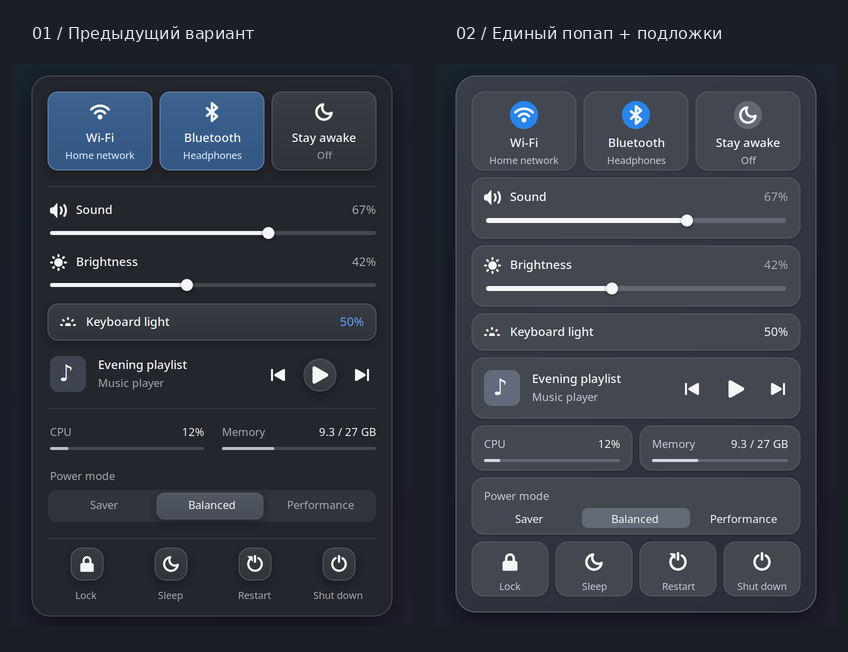 01 / Предыдущий вариант
Wi-Fi
Home network
Bluetooth
Headphones
Stay awake
Off
Sound 67%
Brightness 42%
Keyboard light 50%
Evening playlist
Music player
CPU 12% Memory 9.3 / 27 GB
Power mode
Saver Balanced Performance
Lock Sleep Restart Shut down
02 / Единый попап + подложки
Wi-Fi
Home network
Bluetooth
Headphones
Stay awake
Off
Sound 67%
Brightness 42%
Keyboard light 50%
Evening playlist
Music player
CPU 12% Memory 9.3 / 27 GB
Power mode
Saver Balanced Performance
Lock Sleep Restart Shut down